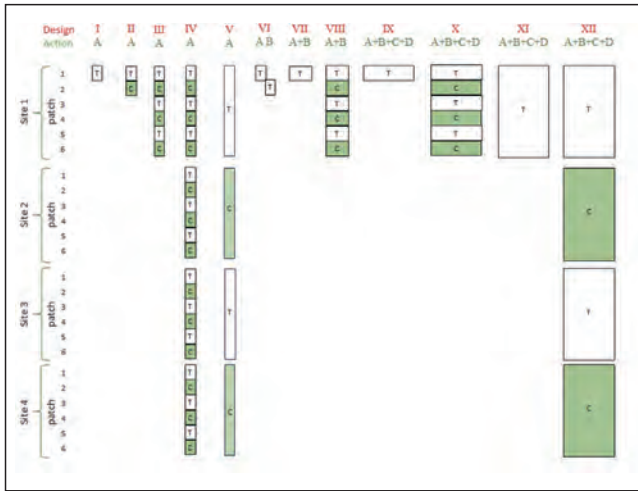 Design I II III IV V VI VII VIII IX X XI XII
Action A A A A A A B A+B A+B A+B+C+D A+B+C+D A+B+C+D A+B+C+D
Site 1
patch
1 T T T T T T T T T
2 C C C T C C
3 T T T T T
4 C C T C C T T
5 T T T T
6 C C C C
Site 2
patch
1 T
2 C
3 T
4 C C C C
5 T
6 C
Site 3
patch
1 T
2 C
3 T
4 C T T
5 T
6 C
Site 4
patch
1 T
2 C
3 T
4 C C C
5 T
6 C